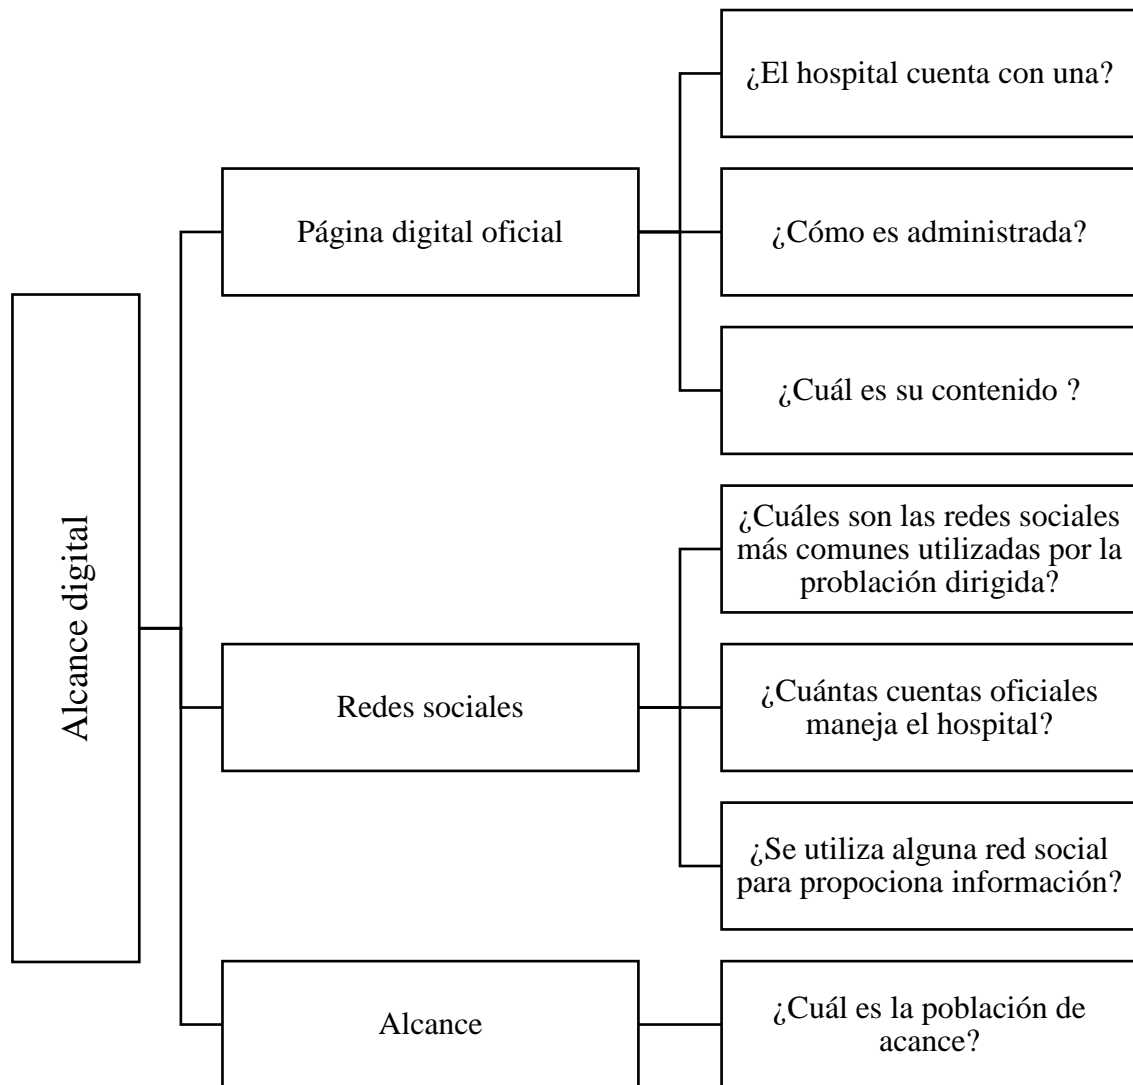 Alcance digital
Página digital oficial
¿El hospital cuenta con una?
¿Cómo es administrada?
¿Cuál es su contenido ?
Redes sociales
¿Cuáles son las redes sociales
más comunes utilizadas por la
problación dirigida?
¿Cuántas cuentas oficiales
maneja el hospital?
¿Se utiliza alguna red social
para propociona información?
Alcance
¿Cuál es la población de
acance?